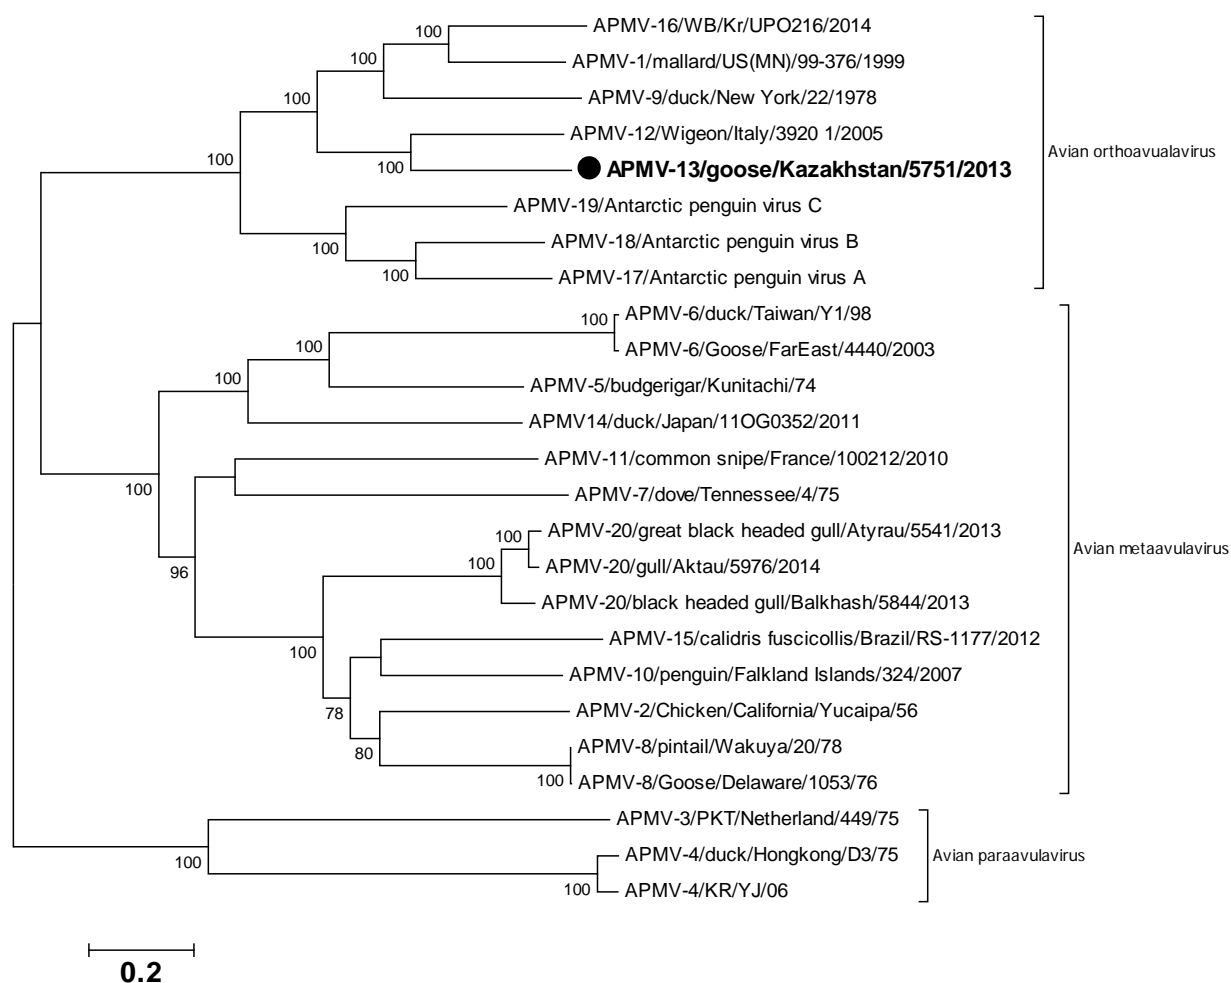 100
APMV-16/WB/Kr/UPO216/2014
100
APMV-1/mallard/US(MN)/99-376/1999
100
APMV-9/duck/New York/22/1978
100
APMV-12/Wigeon/Italy/3920 1/2005
100
APMV-13/goose/Kazakhstan/5751/2013
Avian orthoavualavirus
APMV-19/Antarctic penguin virus C
100
APMV-18/Antarctic penguin virus B
100
APMV-17/Antarctic penguin virus A
100
APMV-6/duck/Taiwan/Y1/98
100
APMV-6/Goose/FarEast/4440/2003
100
APMV-5/budgerigar/Kunitachi/74
APMV14/duck/Japan/11OG0352/2011
100
APMV-11/common snipe/France/100212/2010
APMV-7/dove/Tennessee/4/75
96
100
APMV-20/great black headed gull/Atyrau/5541/2013
100
APMV-20/gull/Aktau/5976/2014
APMV-20/black headed gull/Balkhash/5844/2013
Avian metaavulavirus
100
APMV-15/calidris fuscicollis/Brazil/RS-1177/2012
APMV-10/penguin/Falkland Islands/324/2007
78
APMV-2/Chicken/California/Yucaipa/56
80
APMV-8/pintail/Wakuya/20/78
100
APMV-8/Goose/Delaware/1053/76
APMV-3/PKT/Netherland/449/75
100
APMV-4/duck/Hongkong/D3/75
100
APMV-4/KR/YJ/06
Avian paraavulavirus
0.2